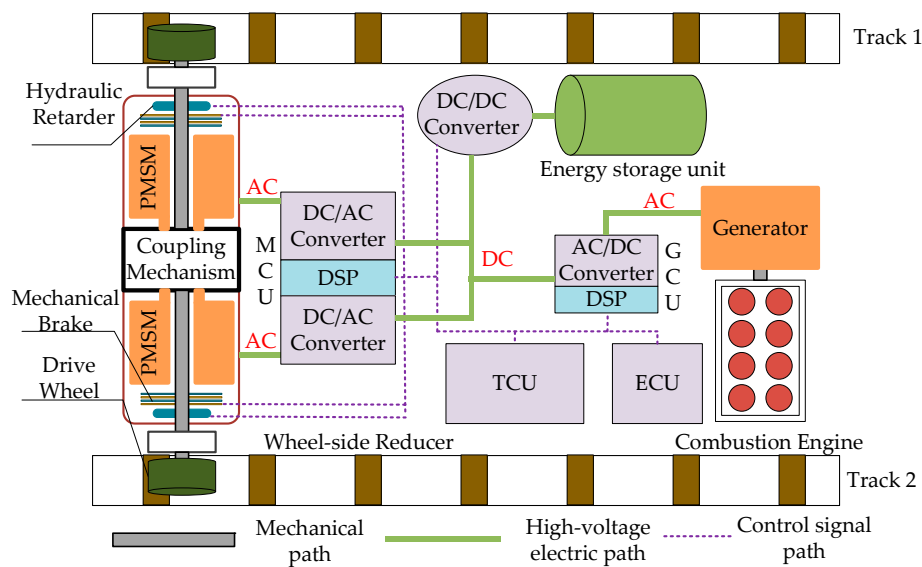 Track 1
Hydraulic
Retarder
DC/DC
Converter
Energy storage unit
PMSM
AC
AC
DC/AC
Converter
MCU
DSP
DC/AC
Converter
DC
AC/DC
Converter
GCU
DSP
Generator
Coupling
Mechanism
Mechanical
Brake
PMSM
AC
Drive
Wheel
TCU
ECU
Wheel-side Reducer
Combustion Engine
Track 2
Mechanical
path
High-voltage
electric path
Control signal
path